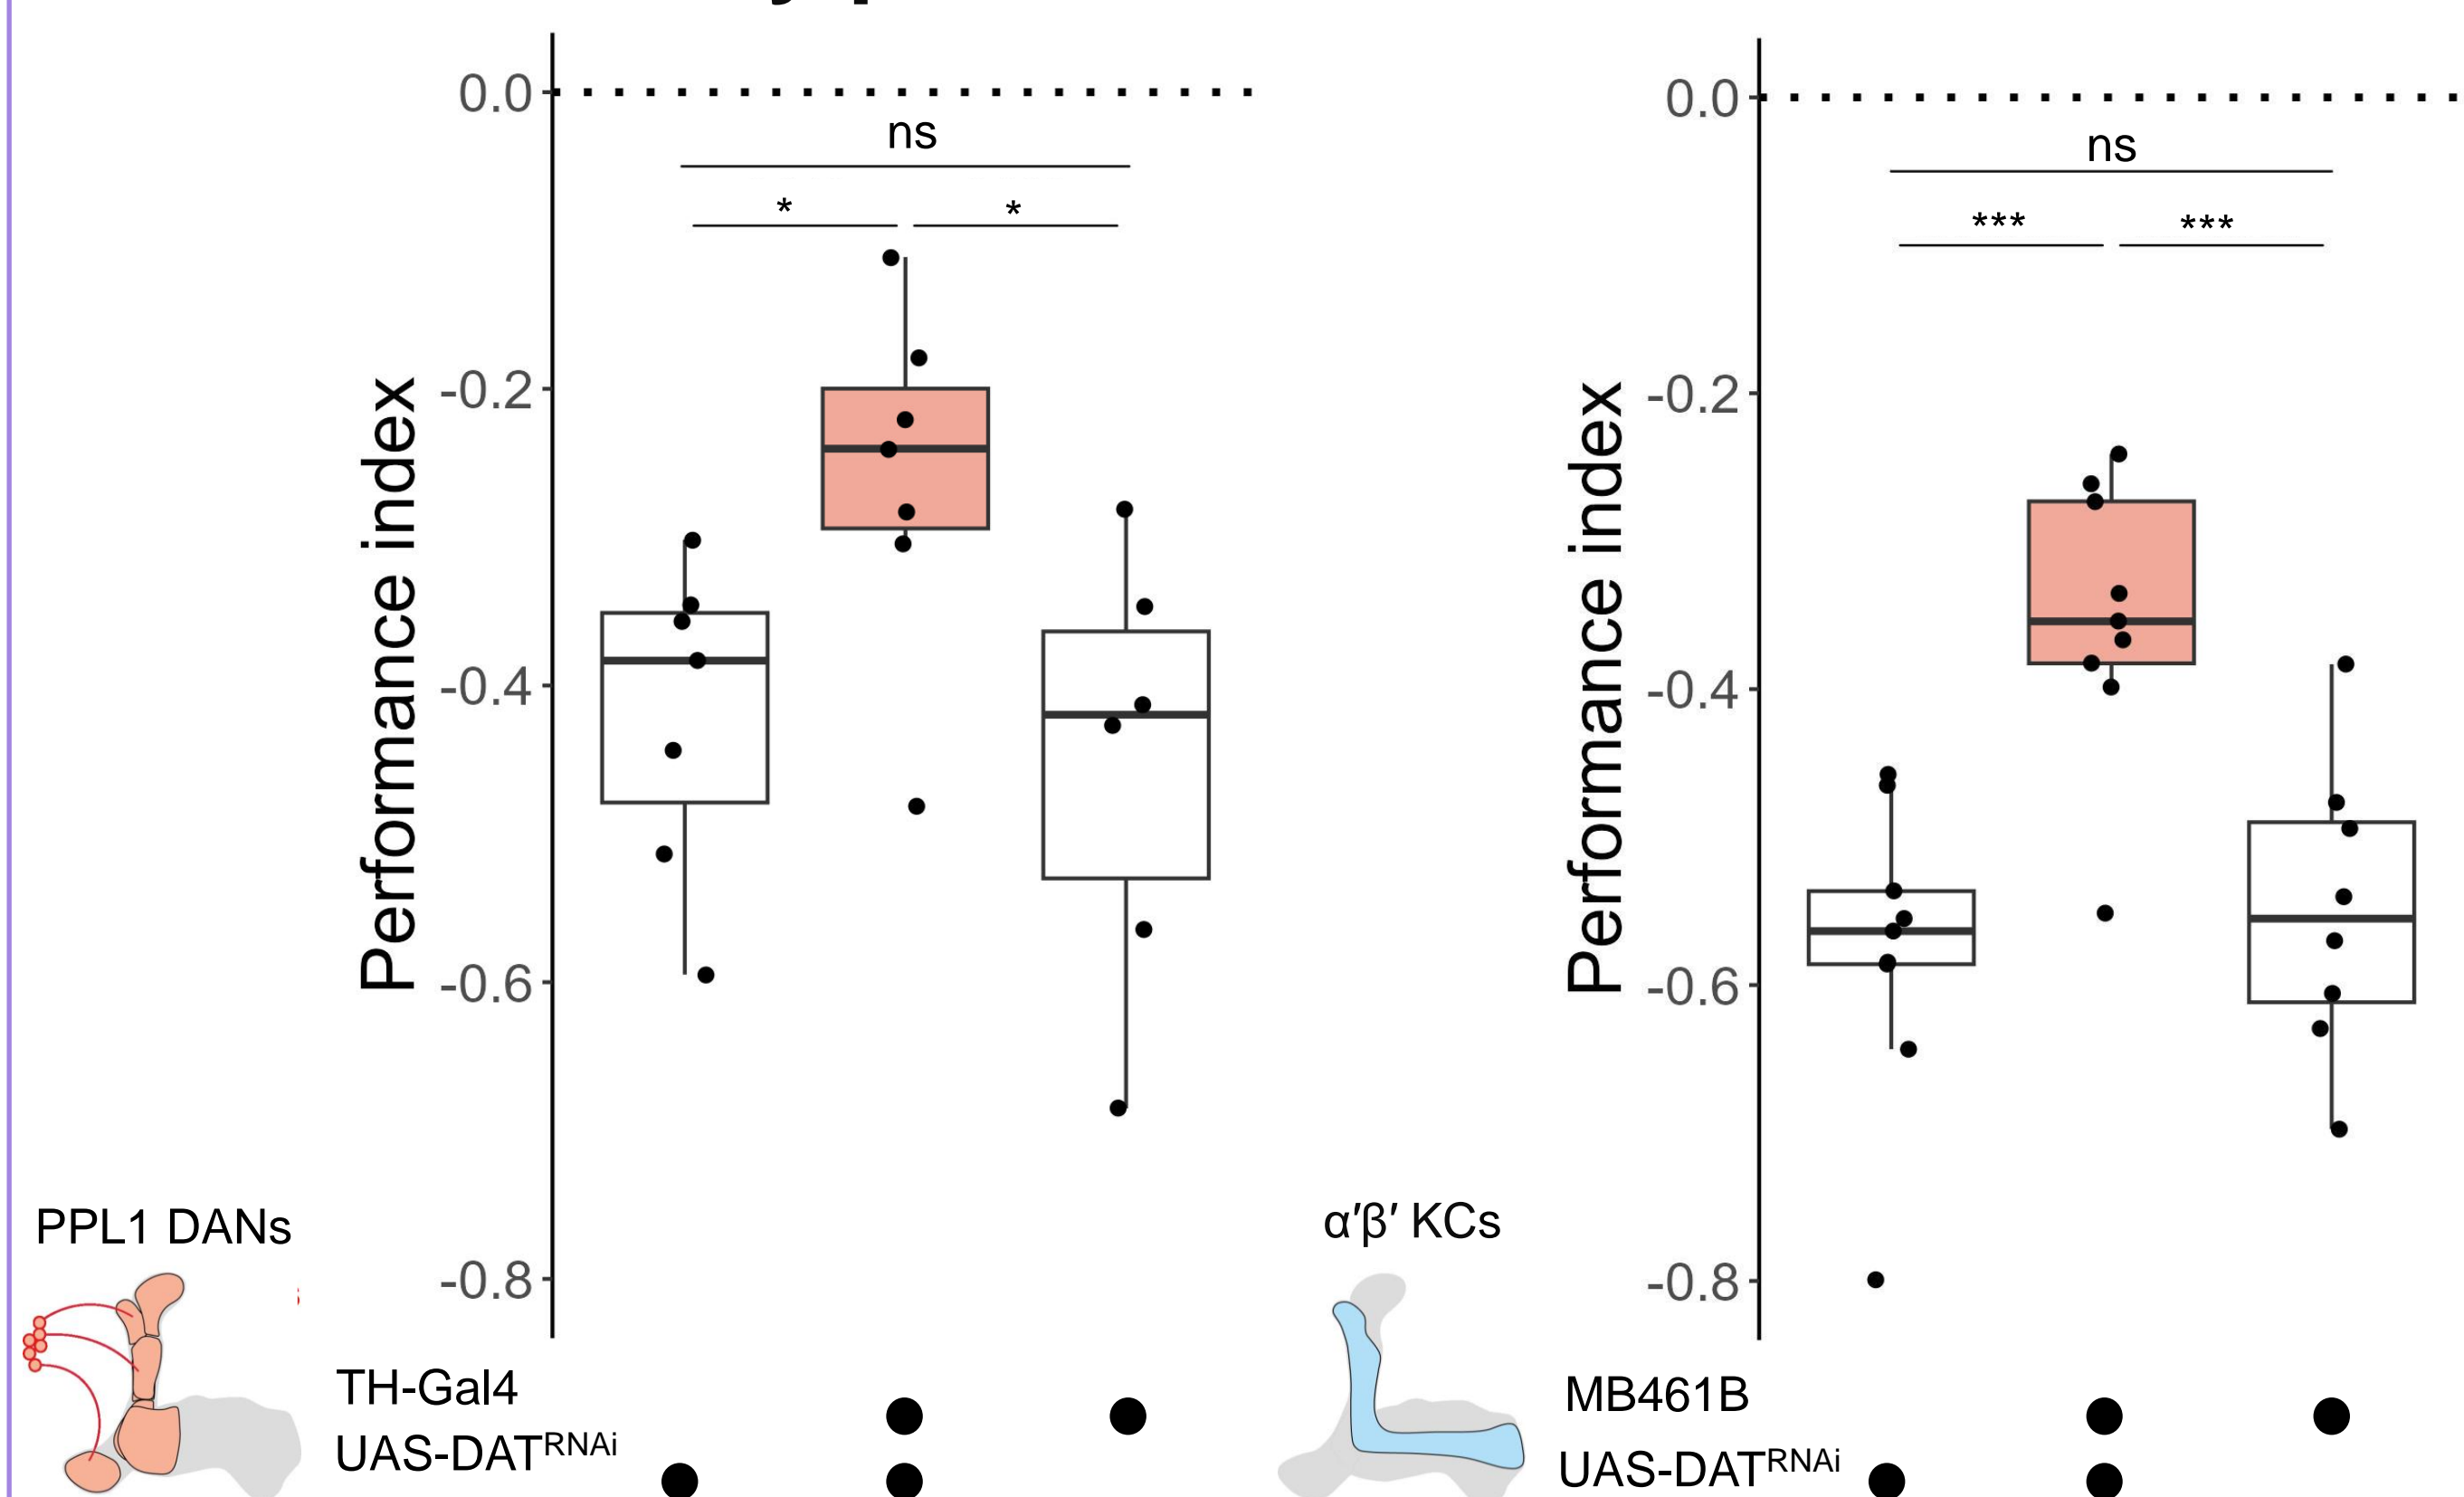 0.0
ns
*
*
-0.2
-0.4
-0.6
-0.8
Performance index
PPL1 DANs
TH-Gal4
UAS-DATRNAi
0.0
ns
***
***
-0.2
-0.4
-0.6
-0.8
Performance index
α'β' KCs
MB461B
UAS-DATRNAi